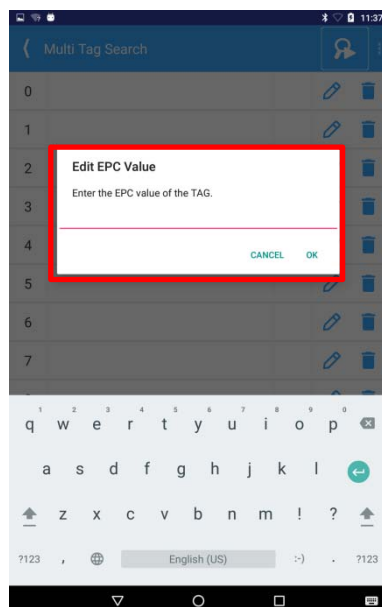 11:37
Multi Tag Search
0
1
2
3
4
5
6
7
Edit EPC Value
Enter the EPC value of the TAG.
CANCEL OK
1 2 3 4 5 6 7 8 9 0
q w e r t y u i o p
a s d f g h j k l
z x c v b n m ! ?
?123 , English (US) :-) . ?123